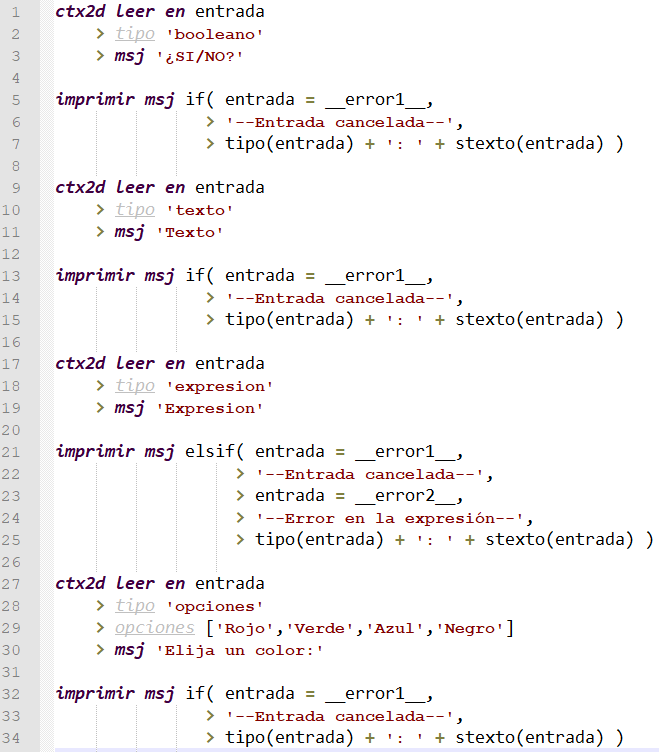 1 ctx2d leer en entrada
2 > tipo 'booleano'
3 > msj '¿SI/NO?'
4
5 imprimir msj if( entrada = __error1__,
6 > '--Entrada cancelada--',
7 > tipo(entrada) + ': ' + stexto(entrada) )
8
9 ctx2d leer en entrada
10 > tipo 'texto'
11 > msj 'Texto'
12
13 imprimir msj if( entrada = __error1__,
14 > '--Entrada cancelada--',
15 > tipo(entrada) + ': ' + stexto(entrada) )
16
17 ctx2d leer en entrada
18 > tipo 'expresion'
19 > msj 'Expresion'
20
21 imprimir msj elsif( entrada = __error1__,
22 > '--Entrada cancelada--',
23 > entrada = __error2__,
24 > '--Error en la expresión--',
25 > tipo(entrada) + ': ' + stexto(entrada) )
26
27 ctx2d leer en entrada
28 > tipo 'opciones'
29 > opciones ['Rojo','Verde','Azul','Negro']
30 > msj 'Elija un color:'
31
32 imprimir msj if( entrada = __error1__,
33 > '--Entrada cancelada--',
34 > tipo(entrada) + ': ' + stexto(entrada) )